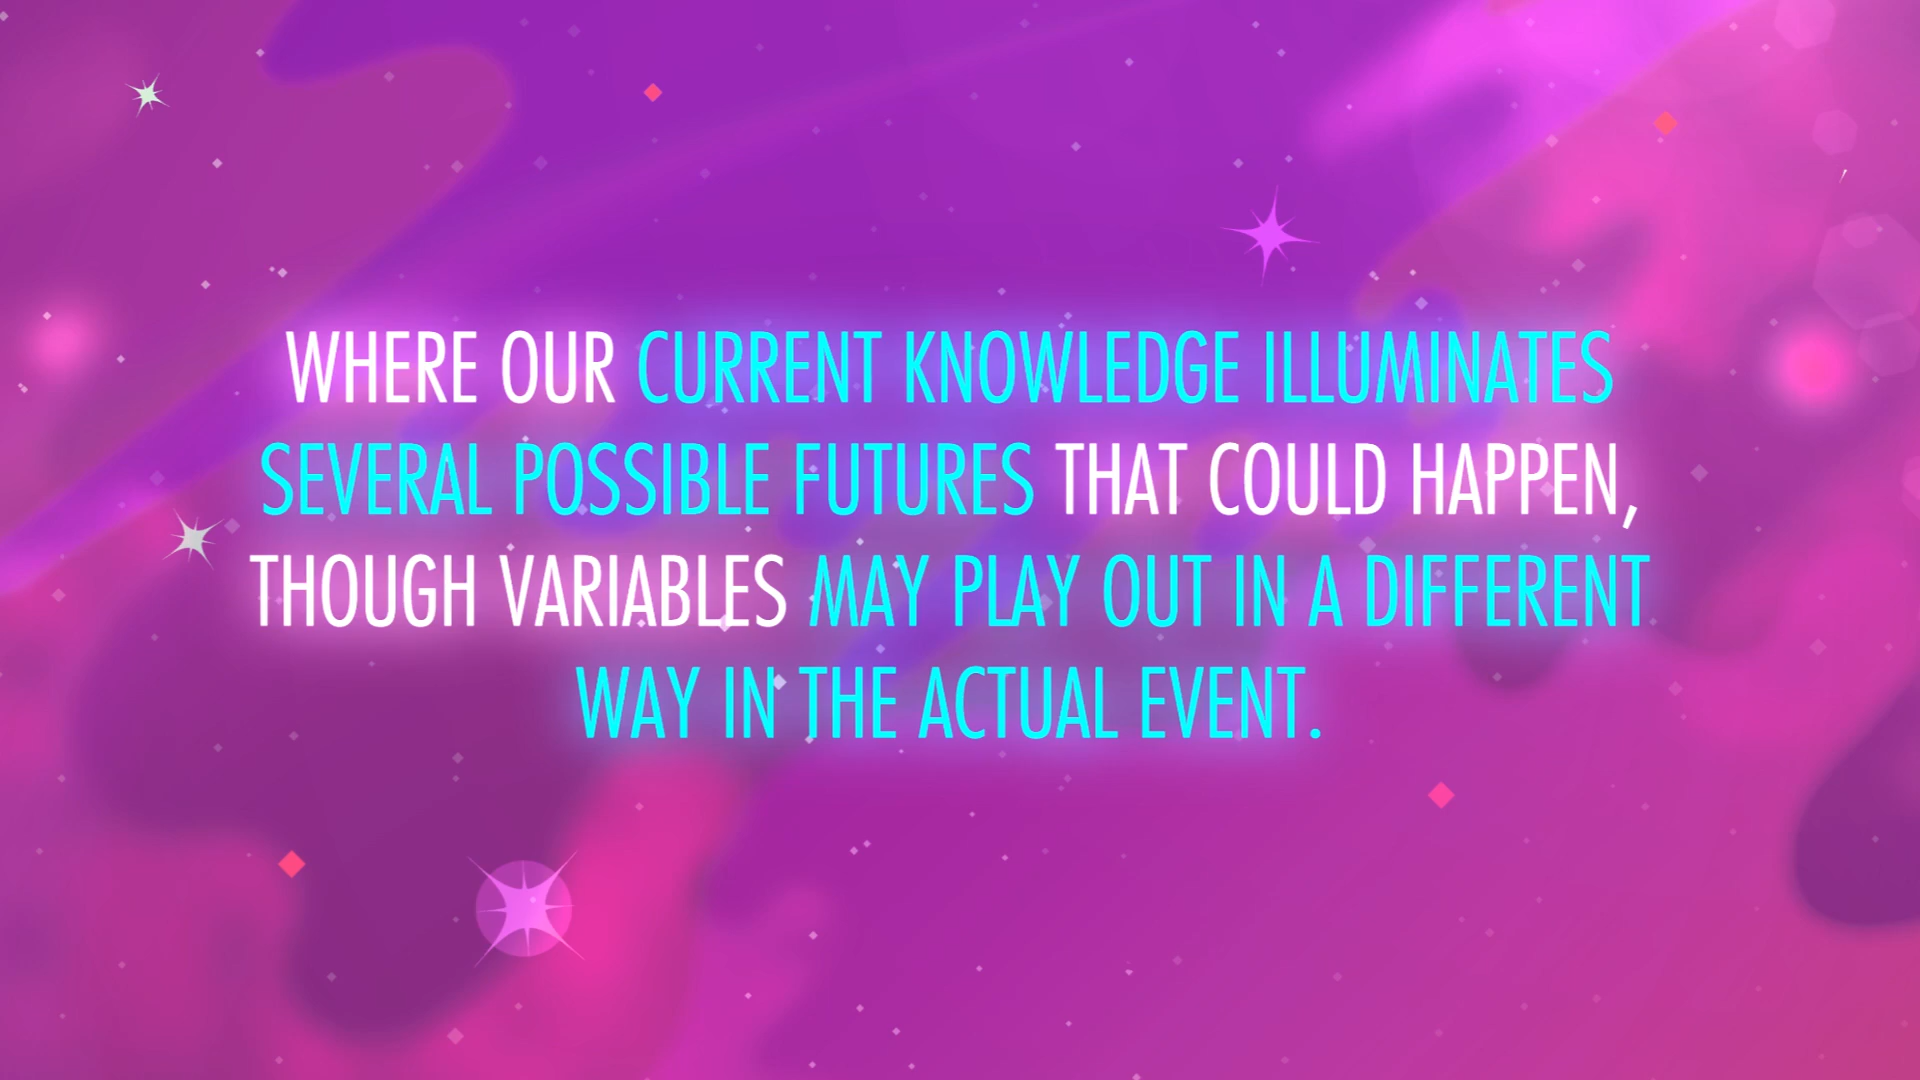 WHERE OUR CURRENT KNOWLEDGE ILLUMINATES
SEVERAL POSSIBLE FUTURES THAT COULD HAPPEN,
THOUGH VARIABLES MAY PLAY OUT IN A DIFFERENT
WAY IN THE ACTUAL EVENT.